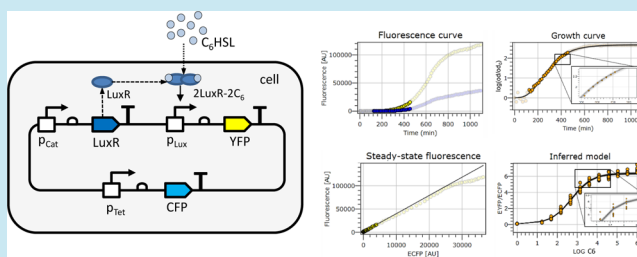 C6HSL
cell
LuxR
2LuxR-2C6
pCat
LuxR
pLux
YFP
pTet
CFP
Fluorescence curve
Fluorescence [AU]
100000
50000
0
0 200 400 600 800 1000
Time (min)
Growth curve
log(od/od0)
2
1
0
0 200 400 600 800 1000
Time (min)
Steady-state fluorescence
Fluorescence [AU]
100000
50000
0
0 10000 20000 30000
ECFP [AU]
Inferred model
EYFP/ECFP
6
4
2
0
0 1 2 3 4 5 6
LOG C6